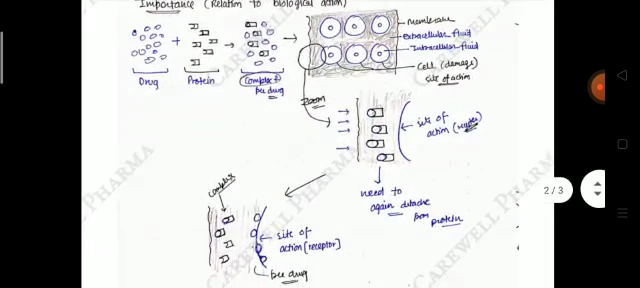 Importance (Relation to biological action)
Drug
Protein
Complex +
free drug
membrane
Extracellular fluid
Intracellular fluid
Cell (damage)
site of action
Zoom
site of
action
need to
again detache
from
protein
complex
site of
action [receptor]
free drug
2/3
CAREWELL PHARMA